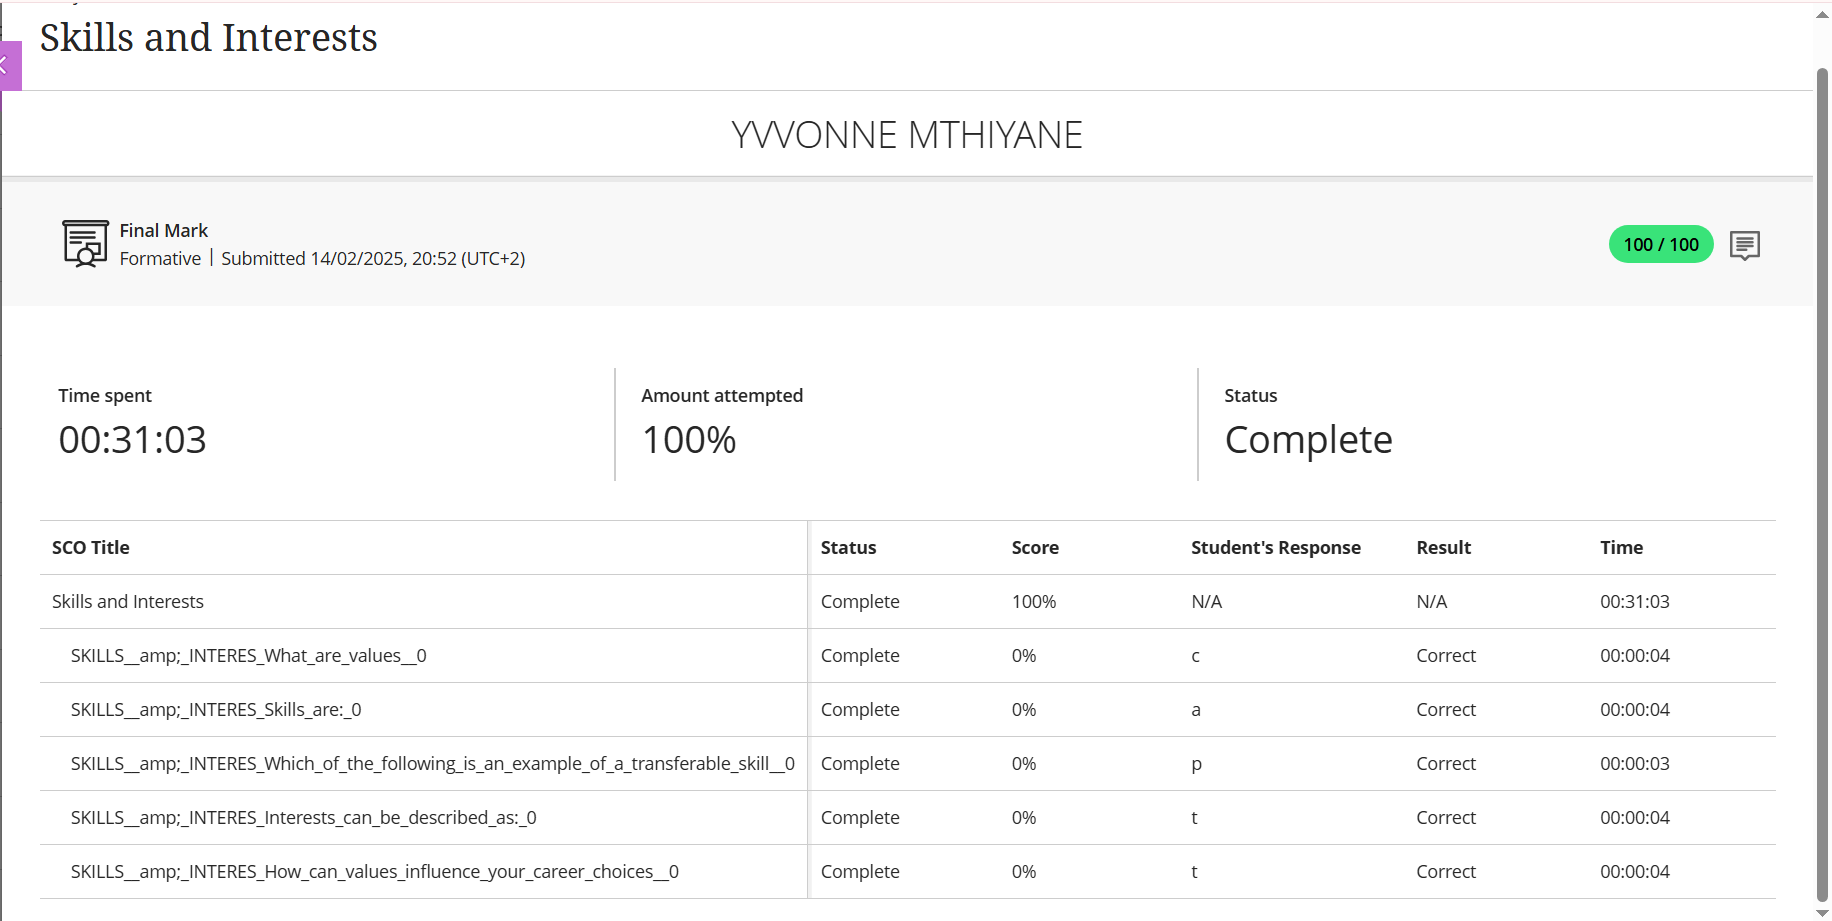 Skills and Interests
YVVONNE MTHIYANE
Final Mark
Formative | Submitted 14/02/2025, 20:52 (UTC+2)
100 / 100
Time spent
00:31:03
Amount attempted
100%
Status
Complete
SCO Title Status Score Student's Response Result Time
Skills and Interests Complete 100% N/A N/A 00:31:03
SKILLS__amp;_INTERES_What_are_values__0 Complete 0% c Correct 00:00:04
SKILLS__amp;_INTERES_Skills_are:_0 Complete 0% a Correct 00:00:04
SKILLS__amp;_INTERES_Which_of_the_following_is_an_example_of_a_transferable_skill__0 Complete 0% p Correct 00:00:03
SKILLS__amp;_INTERES_Interests_can_be_described_as:_0 Complete 0% t Correct 00:00:04
SKILLS__amp;_INTERES_How_can_values_influence_your_career_choices__0 Complete 0% t Correct 00:00:04